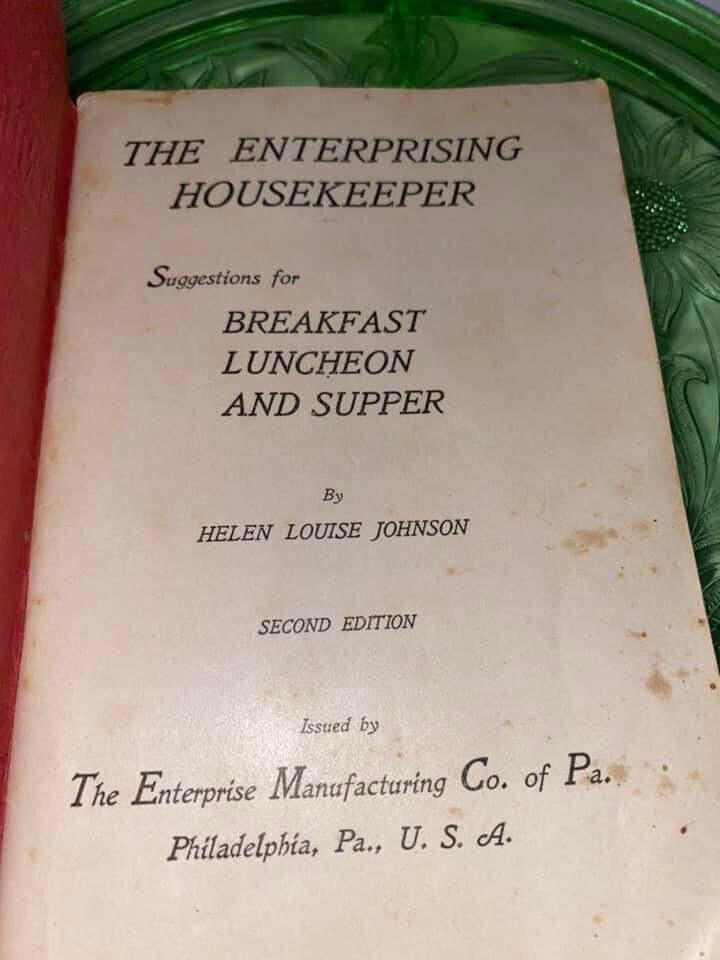 THE ENTERPRISING
HOUSEKEEPER
Suggestions for
BREAKFAST
LUNCHEON
AND SUPPER
By
HELEN LOUISE JOHNSON
SECOND EDITION
Issued by
The Enterprise Manufacturing Co. of Pa.
Philadelphia, Pa., U. S. A.